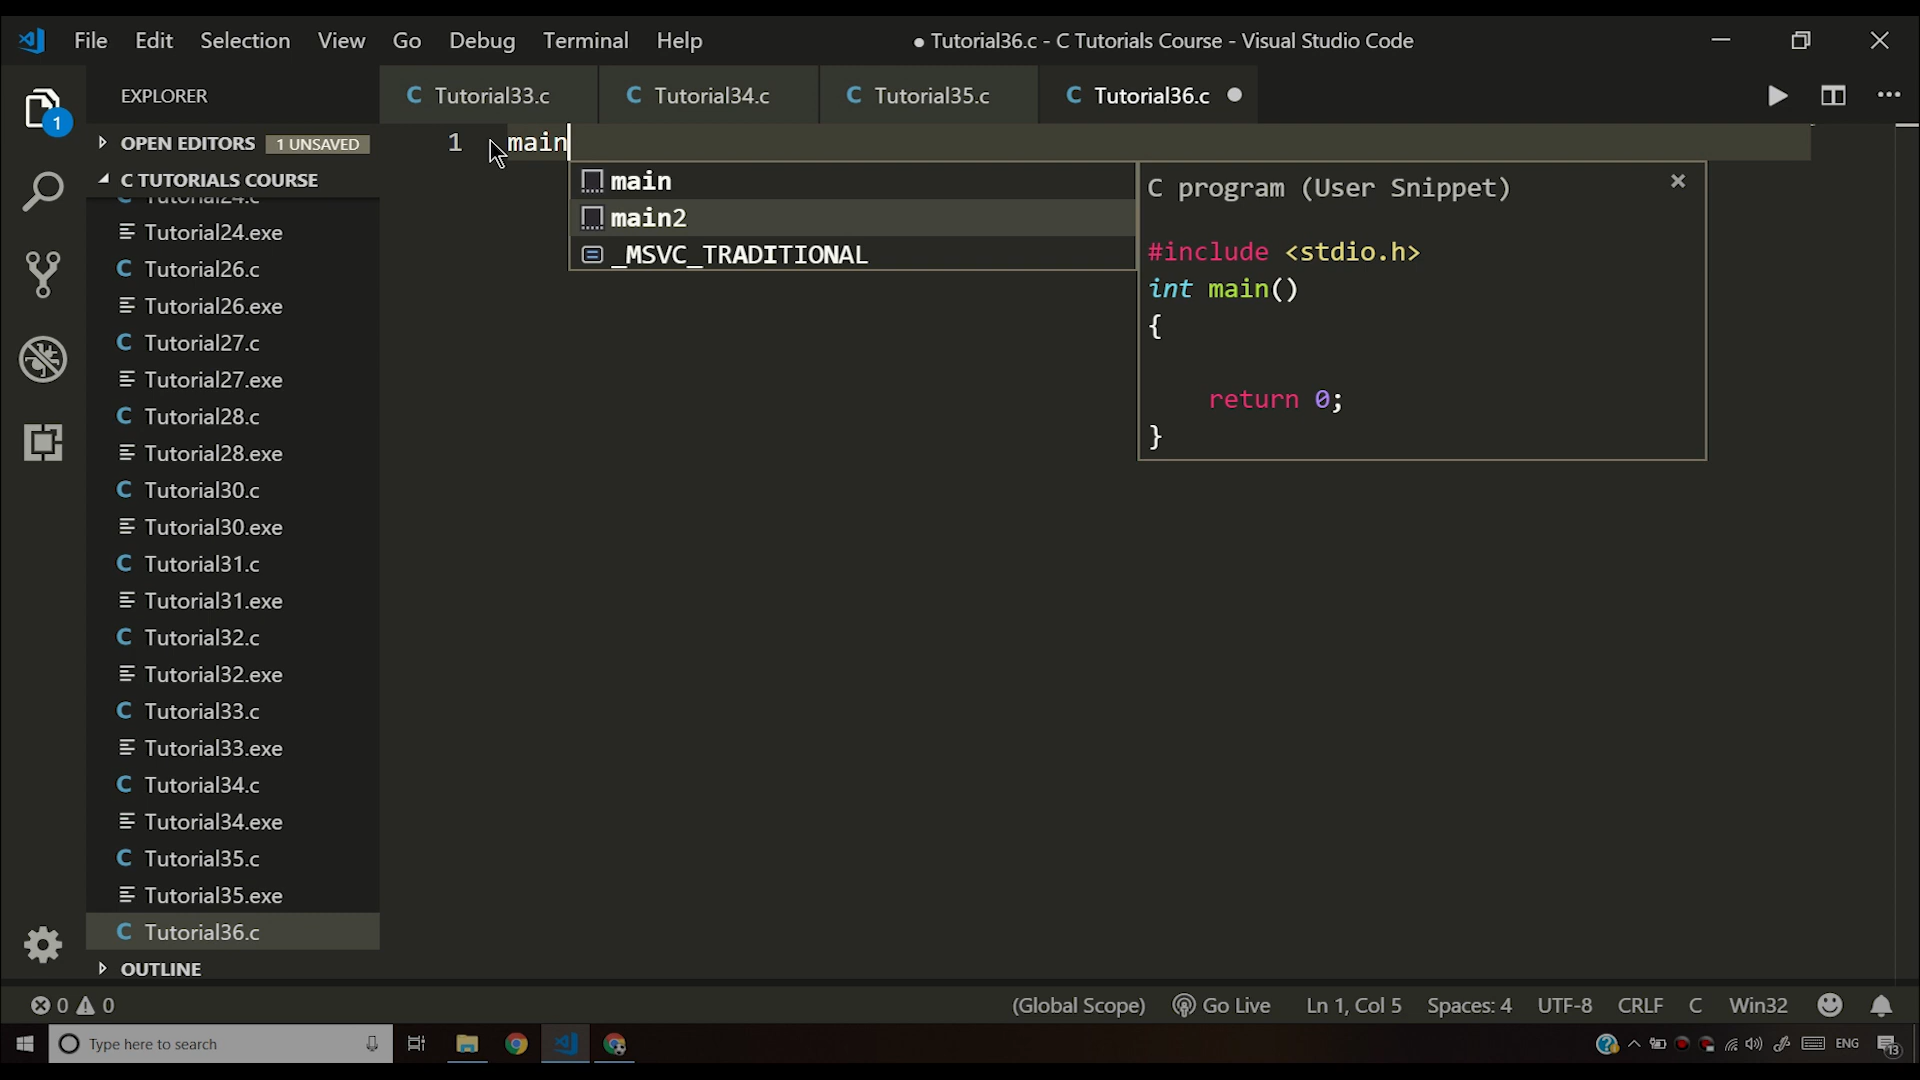 File Edit Selection View Go Debug Terminal Help
● Tutorial36.c - C Tutorials Course - Visual Studio Code
EXPLORER
1
OPEN EDITORS 1 UNSAVED
C TUTORIALS COURSE
Tutorial24.c
Tutorial24.exe
C Tutorial26.c
Tutorial26.exe
C Tutorial27.c
Tutorial27.exe
C Tutorial28.c
Tutorial28.exe
C Tutorial30.c
Tutorial30.exe
C Tutorial31.c
Tutorial31.exe
C Tutorial32.c
Tutorial32.exe
C Tutorial33.c
Tutorial33.exe
C Tutorial34.c
Tutorial34.exe
C Tutorial35.c
Tutorial35.exe
C Tutorial36.c
OUTLINE
C Tutorial33.c C Tutorial34.c C Tutorial35.c C Tutorial36.c
1 main
main
main2
_MSVC_TRADITIONAL
C program (User Snippet)
#include <stdio.h>
int main()
{
return 0;
}
0 0 (Global Scope) Go Live Ln 1, Col 5 Spaces: 4 UTF-8 CRLF C Win32
Type here to search ENG 13